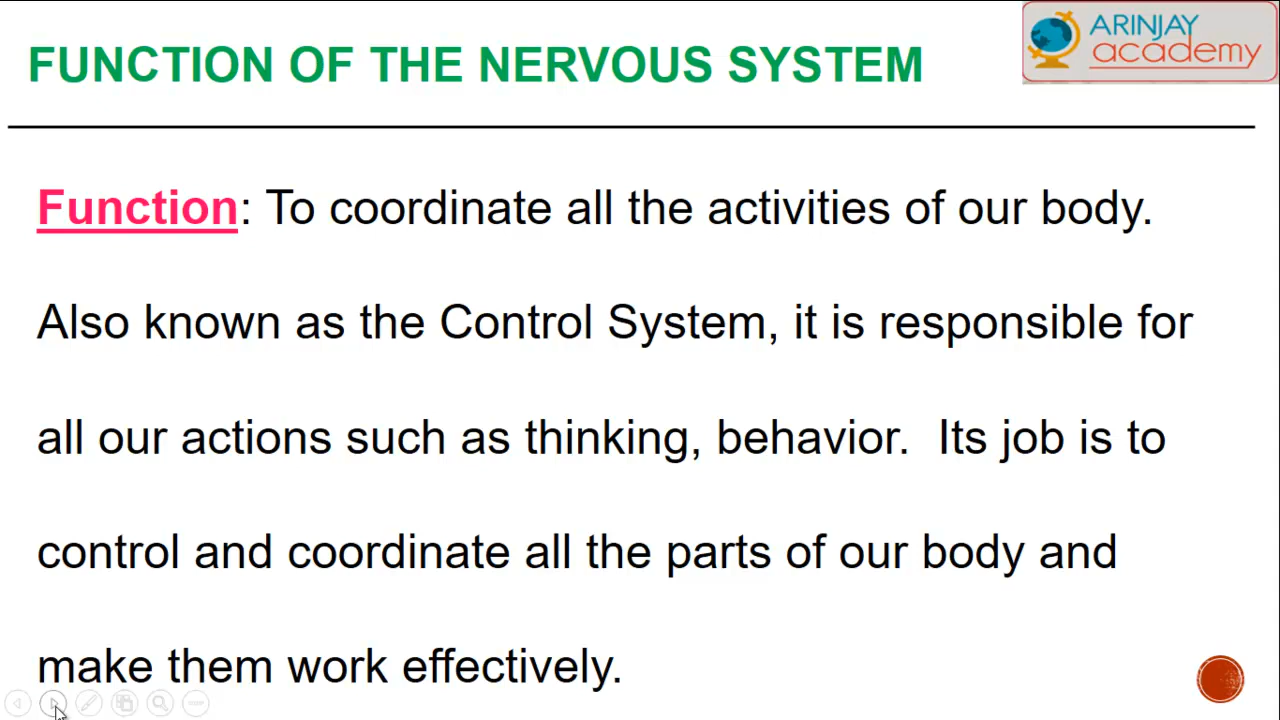 FUNCTION OF THE NERVOUS SYSTEM
ARINJAY
academy
Function: To coordinate all the activities of our body.
Also known as the Control System, it is responsible for
all our actions such as thinking, behavior.  Its job is to
control and coordinate all the parts of our body and
make them work effectively.